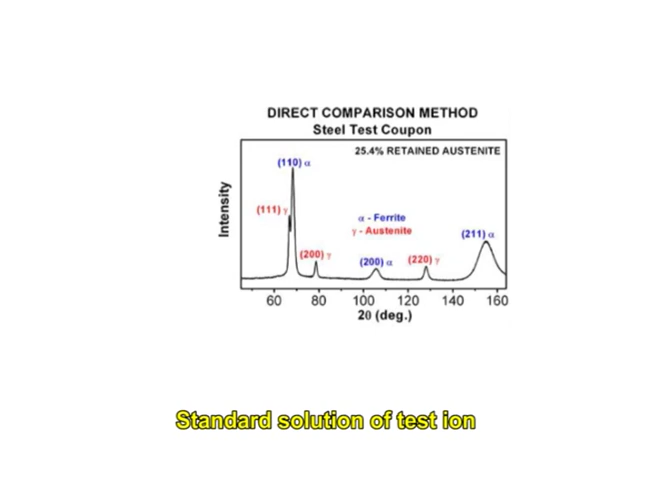 DIRECT COMPARISON METHOD
Steel Test Coupon
25.4% RETAINED AUSTENITE
(110) α
(111) γ
α - Ferrite
γ - Austenite
(211) α
(200) γ
(200) α
(220) γ
Intensity
60 80 100 120 140 160
2θ (deg.)
Standard solution of test ion